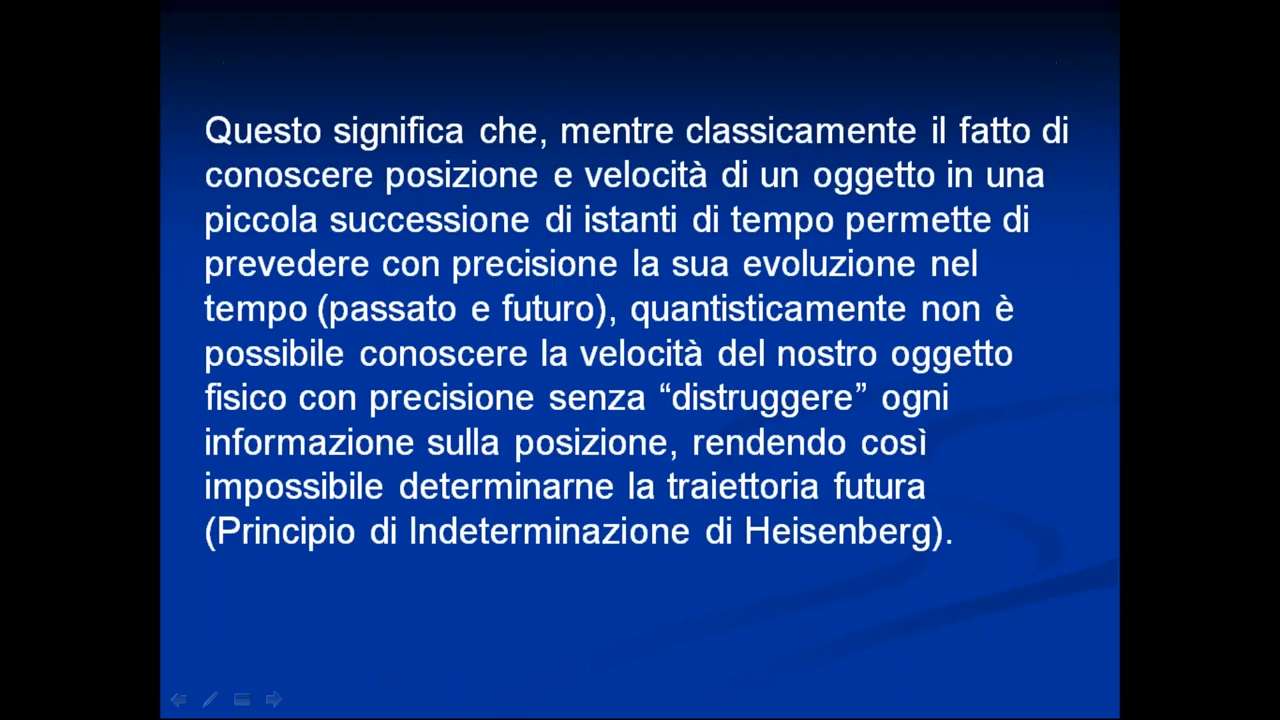 Questo significa che, mentre classicamente il fatto di
conoscere posizione e velocità di un oggetto in una
piccola successione di istanti di tempo permette di
prevedere con precisione la sua evoluzione nel
tempo (passato e futuro), quantisticamente non è
possibile conoscere la velocità del nostro oggetto
fisico con precisione senza “distruggere” ogni
informazione sulla posizione, rendendo così
impossibile determinarne la traiettoria futura
(Principio di Indeterminazione di Heisenberg).